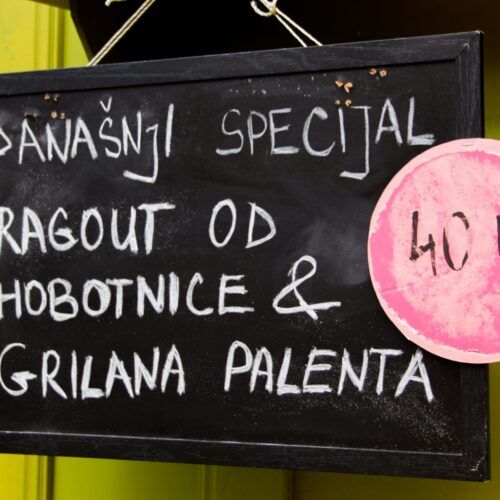 DANAŠNJI SPECIJAL
RAGOUT OD
HOBOTNICE &
GRILANA PALENTA
40